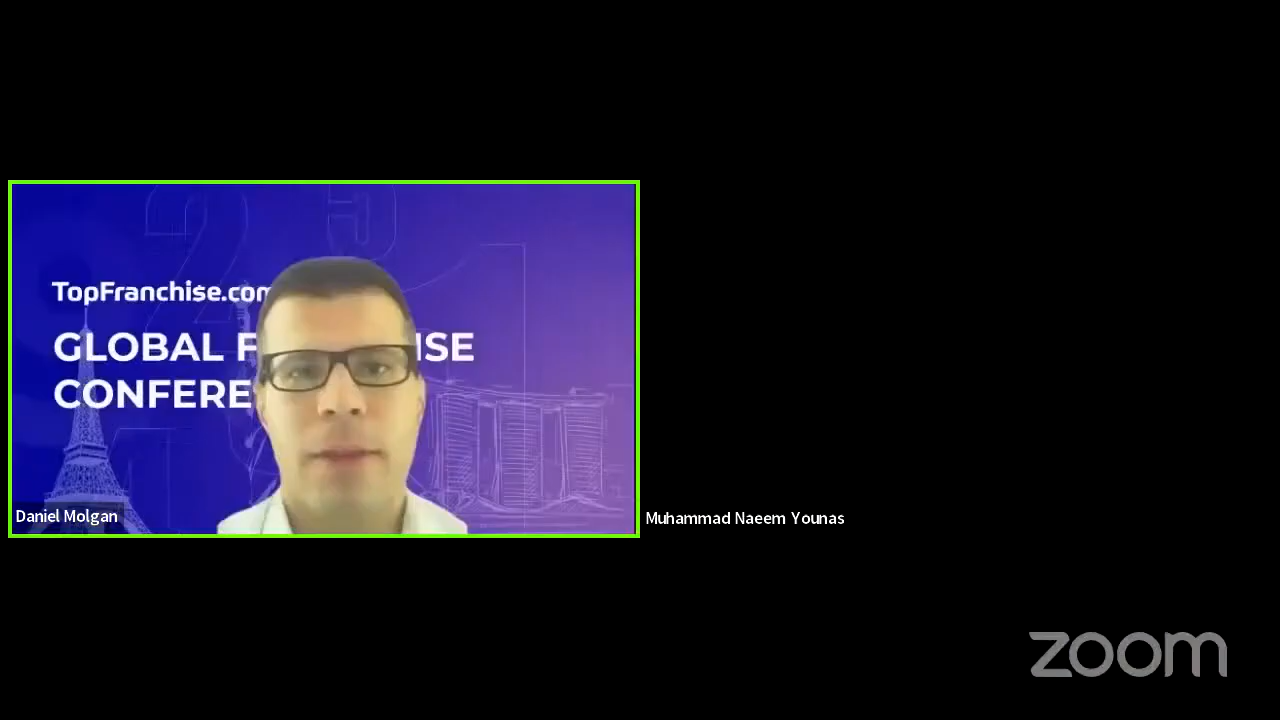 TopFranchise.com
GLOBAL F ISE
CONFERE
Daniel Molgan
Muhammad Naeem Younas
zoom